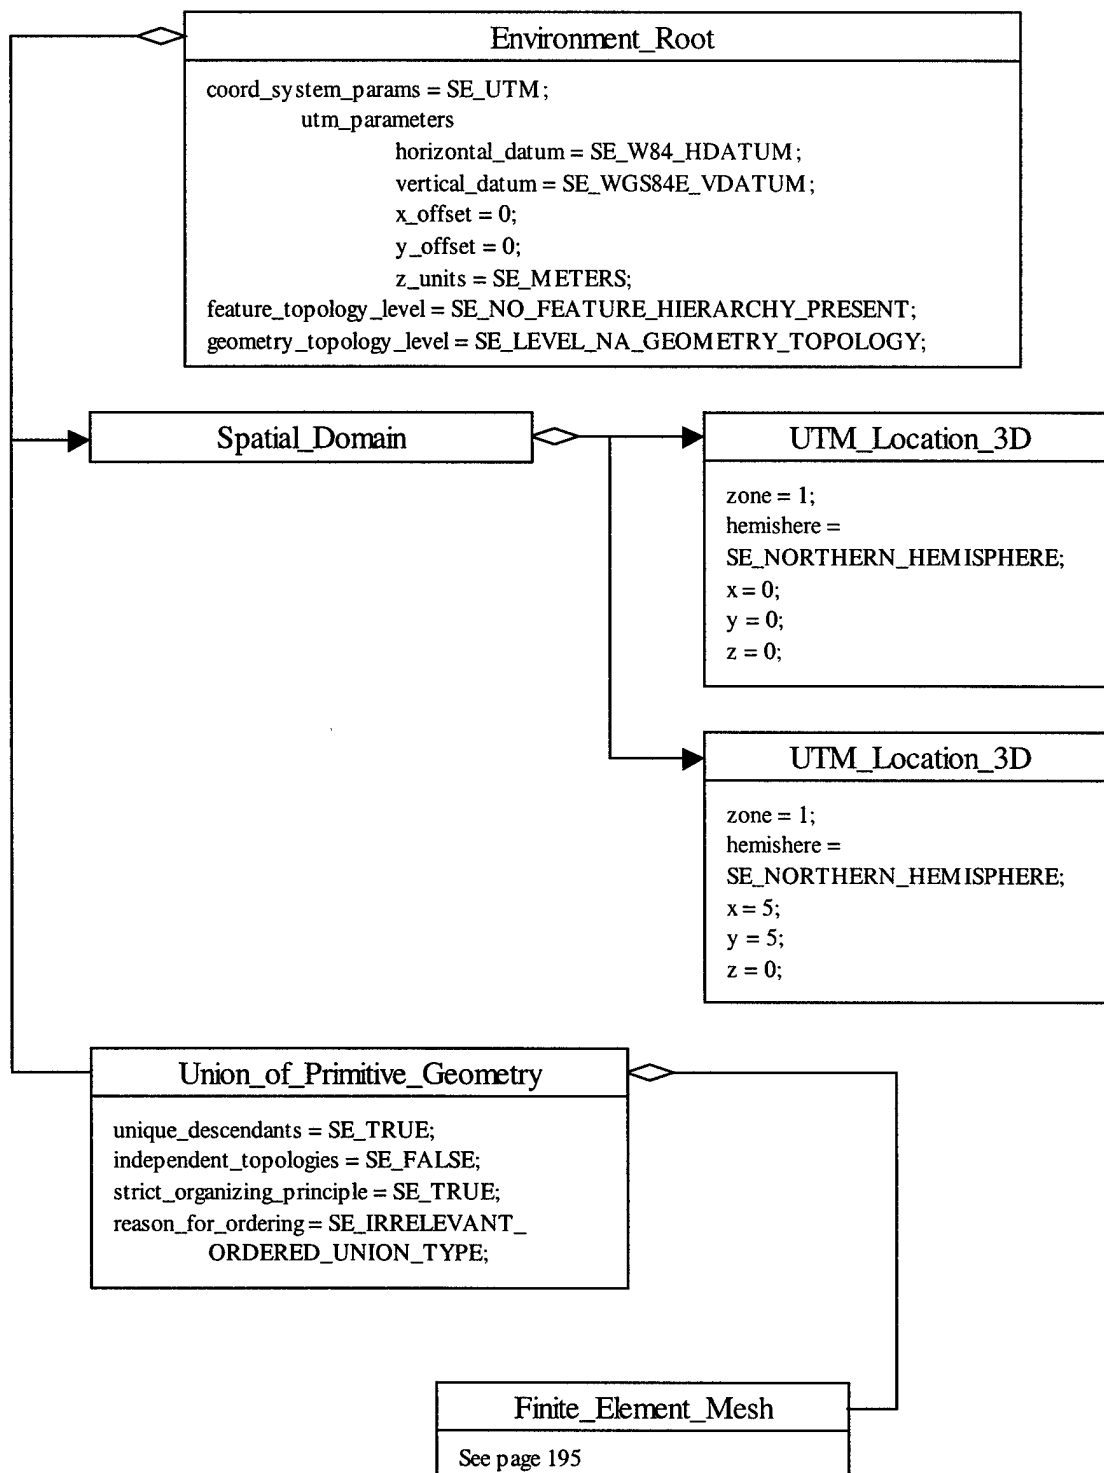 Environment_Root
coord_system_params = SE_UTM;
utm_parameters
horizontal_datum = SE_W84_HDATUM;
vertical_datum = SE_WGS84E_VDATUM;
x_offset = 0;
y_offset = 0;
z_units = SE_METERS;
feature_topology_level = SE_NO_FEATURE_HIERARCHY_PRESENT;
geometry_topology_level = SE_LEVEL_NA_GEOMETRY_TOPOLOGY;
Spatial_Domain
UTM_Location_3D
zone = 1;
hemishere =
SE_NORTHERN_HEMISPHERE;
x = 0;
y = 0;
z = 0;
UTM_Location_3D
zone = 1;
hemishere =
SE_NORTHERN_HEMISPHERE;
x = 5;
y = 5;
z = 0;
Union_of_Primitive_Geometry
unique_descendants = SE_TRUE;
independent_topologies = SE_FALSE;
strict_organizing_principle = SE_TRUE;
reason_for_ordering = SE_IRRELEVANT_
ORDERED_UNION_TYPE;
Finite_Element_Mesh
See page 195